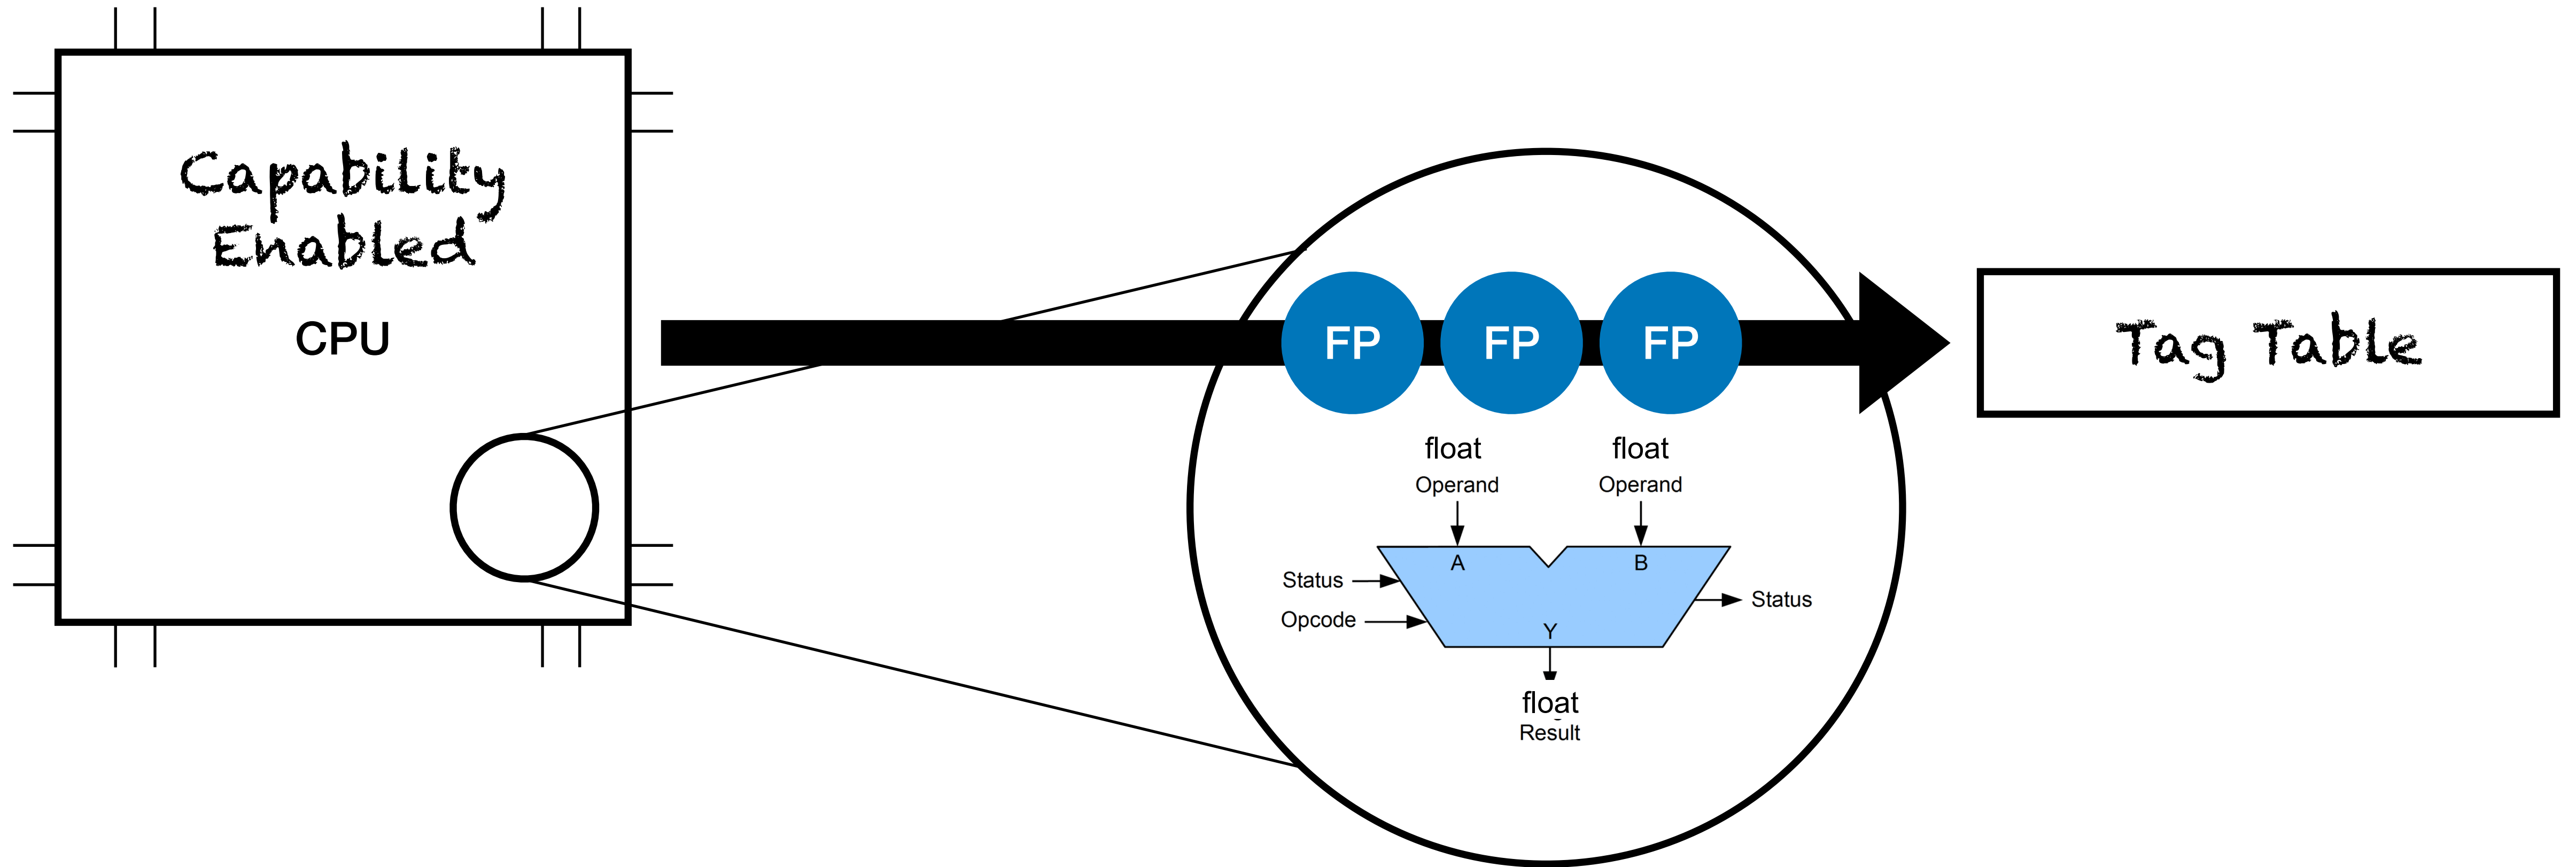 Capability
Enabled
CPU
FP FP FP
Tag Table
float float
Operand Operand
A B
Status
Opcode
Status
Y
float
Result